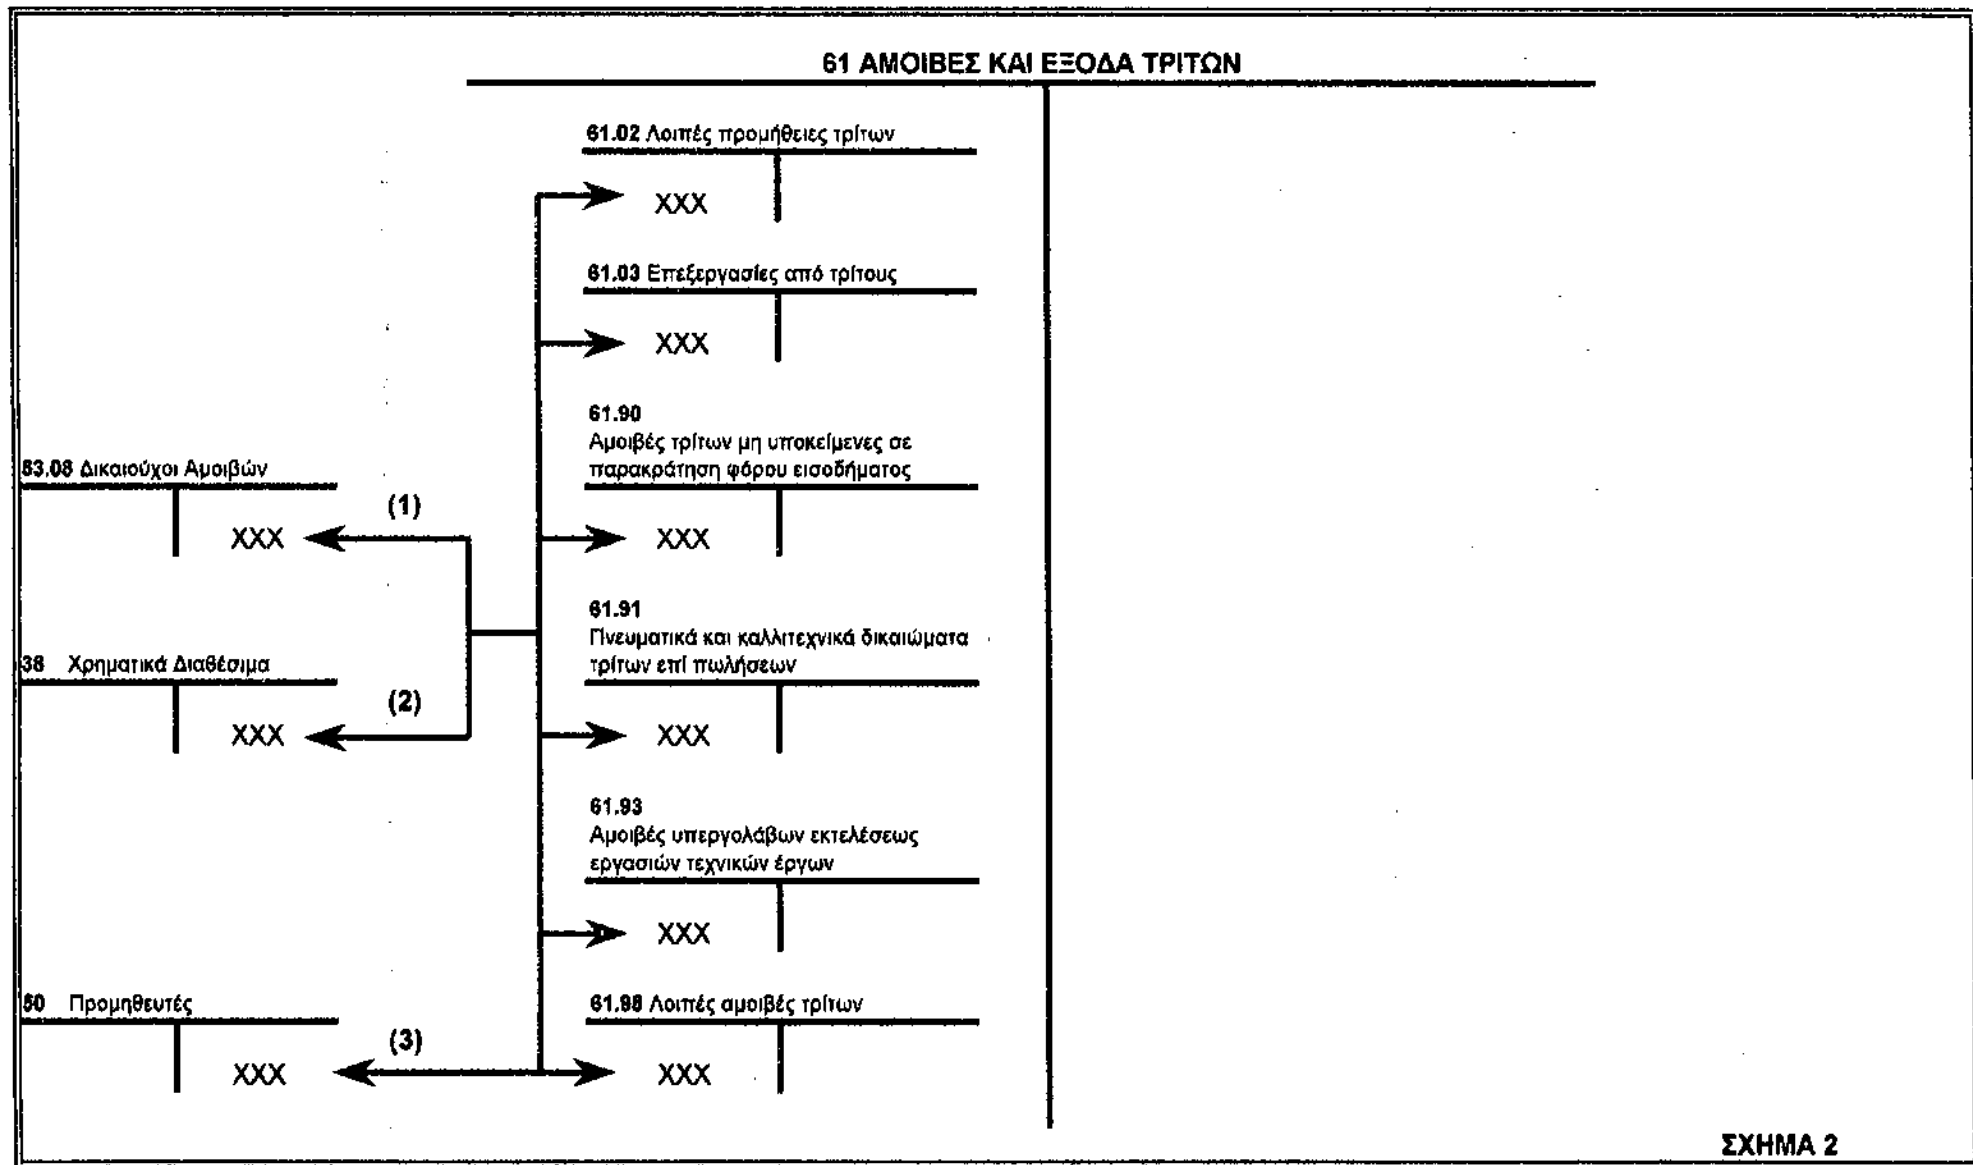 61 ΑΜΟΙΒΕΣ ΚΑΙ ΕΞΟΔΑ ΤΡΙΤΩΝ
61.02 Λοιπές προμήθειες τρίτων
XXX
61.03 Επεξεργασίες από τρίτους
XXX
61.90
Αμοιβές τρίτων μη υποκείμενες σε
παρακράτηση φόρου εισοδήματος
53.08 Δικαιούχοι Αμοιβών
(1)
XXX
XXX
61.91
Πνευματικά και καλλιτεχνικά δικαιώματα
τρίτων επί πωλήσεων
38 Χρηματικά Διαθέσιμα
(2)
XXX
XXX
61.93
Αμοιβές υπεργολάβων εκτελέσεως
εργασιών τεχνικών έργων
XXX
50 Προμηθευτές
61.98 Λοιπές αμοιβές τρίτων
(3)
XXX
XXX
ΣΧΗΜΑ 2